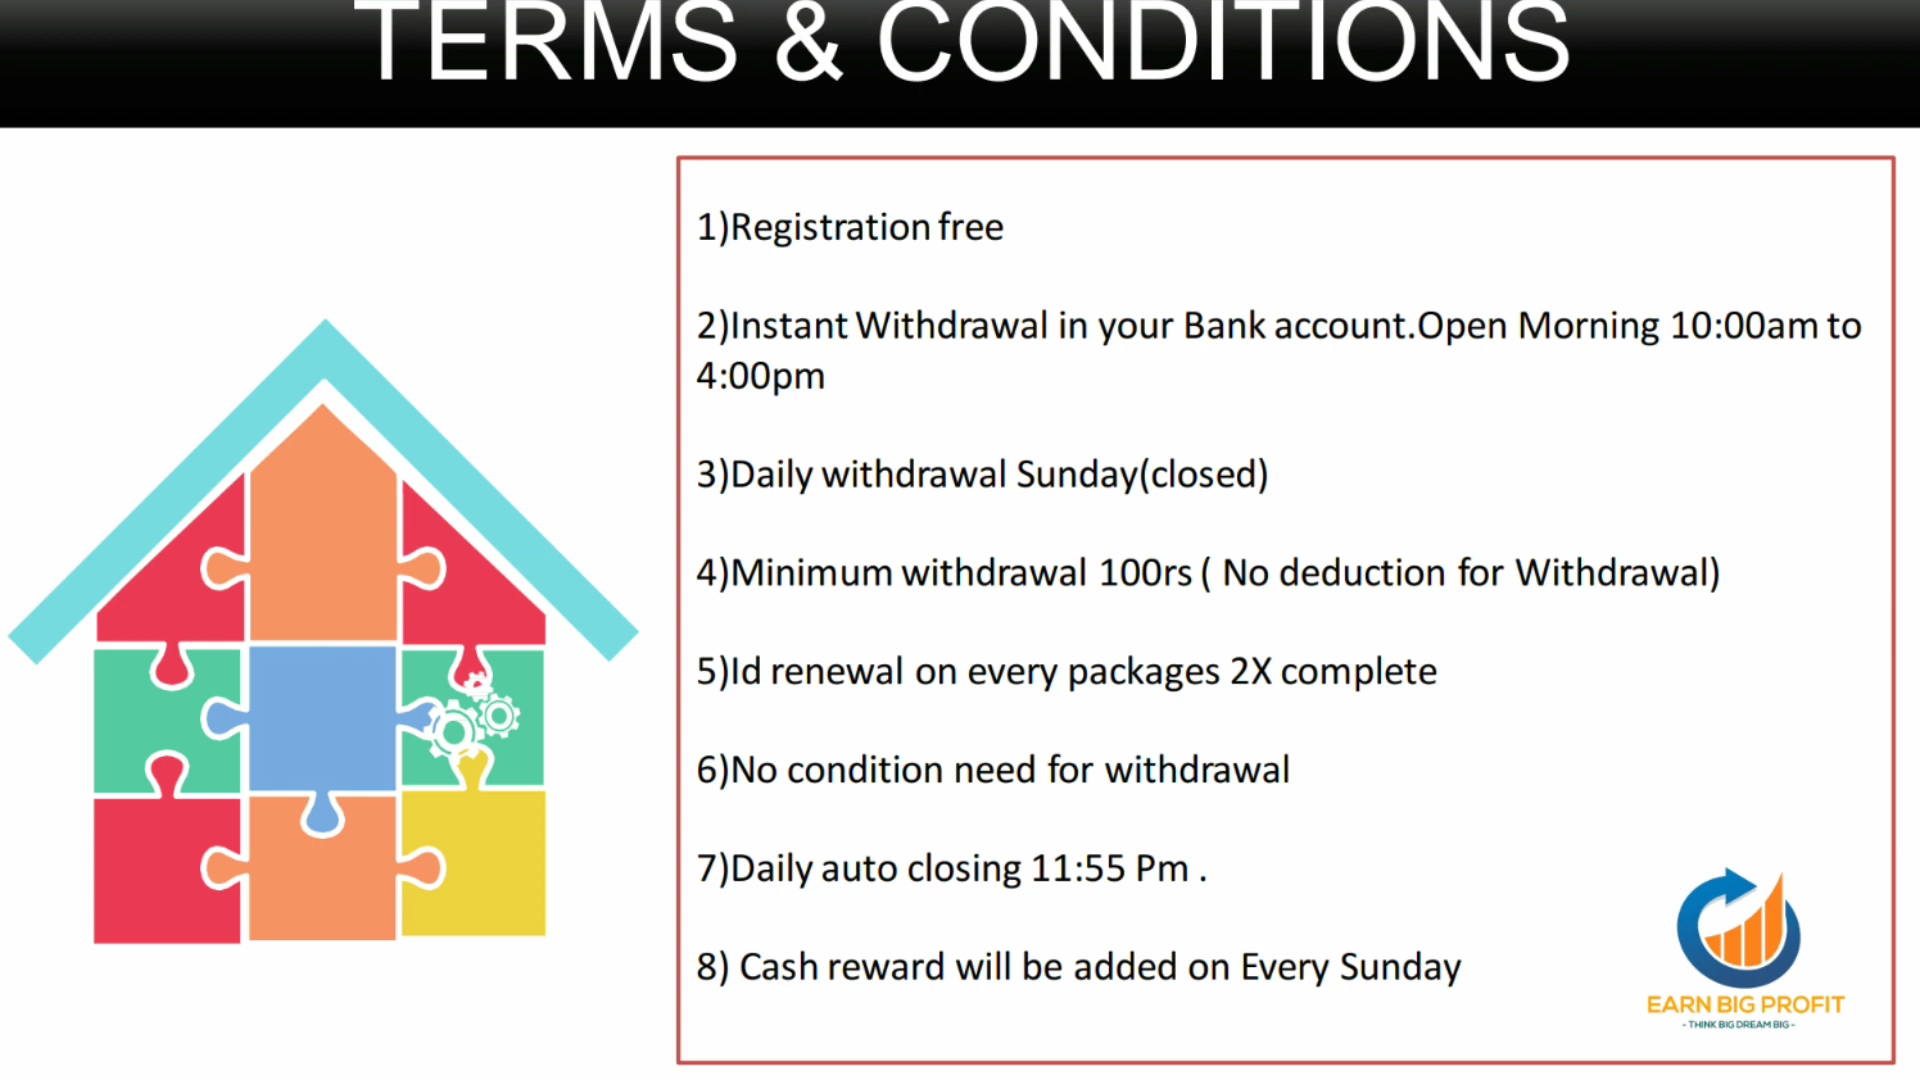 TERMS & CONDITIONS
1)Registration free
2)Instant Withdrawal in your Bank account.Open Morning 10:00am to
4:00pm
3)Daily withdrawal Sunday(closed)
4)Minimum withdrawal 100rs ( No deduction for Withdrawal)
5)Id renewal on every packages 2X complete
6)No condition need for withdrawal
7)Daily auto closing 11:55 Pm .
8) Cash reward will be added on Every Sunday
EARN BIG PROFIT
- THINK BIG DREAM BIG -